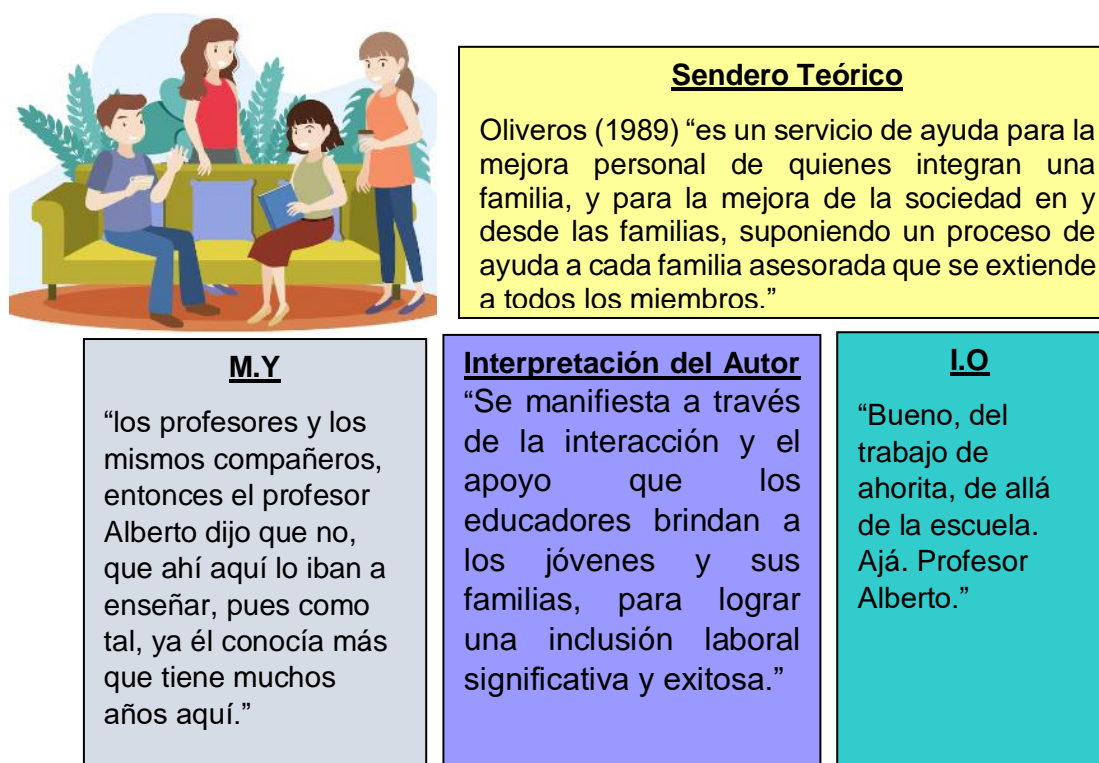 Sendero Teórico
Oliveros (1989) “es un servicio de ayuda para la
mejora personal de quienes integran una
familia, y para la mejora de la sociedad en y
desde las familias, suponiendo un proceso de
ayuda a cada familia asesorada que se extiende
a todos los miembros.”
M.Y
“los profesores y los
mismos compañeros,
entonces el profesor
Alberto dijo que no,
que ahí aquí lo iban a
enseñar, pues como
tal, ya él conocía más
que tiene muchos
años aquí.”
Interpretación del Autor
“Se manifiesta a través
de la interacción y el
apoyo que los
educadores brindan a
los jóvenes y sus
familias, para lograr
una inclusión laboral
significativa y exitosa.”
I.O
“Bueno, del
trabajo de
ahorita, de allá
de la escuela.
Ajá. Profesor
Alberto.”